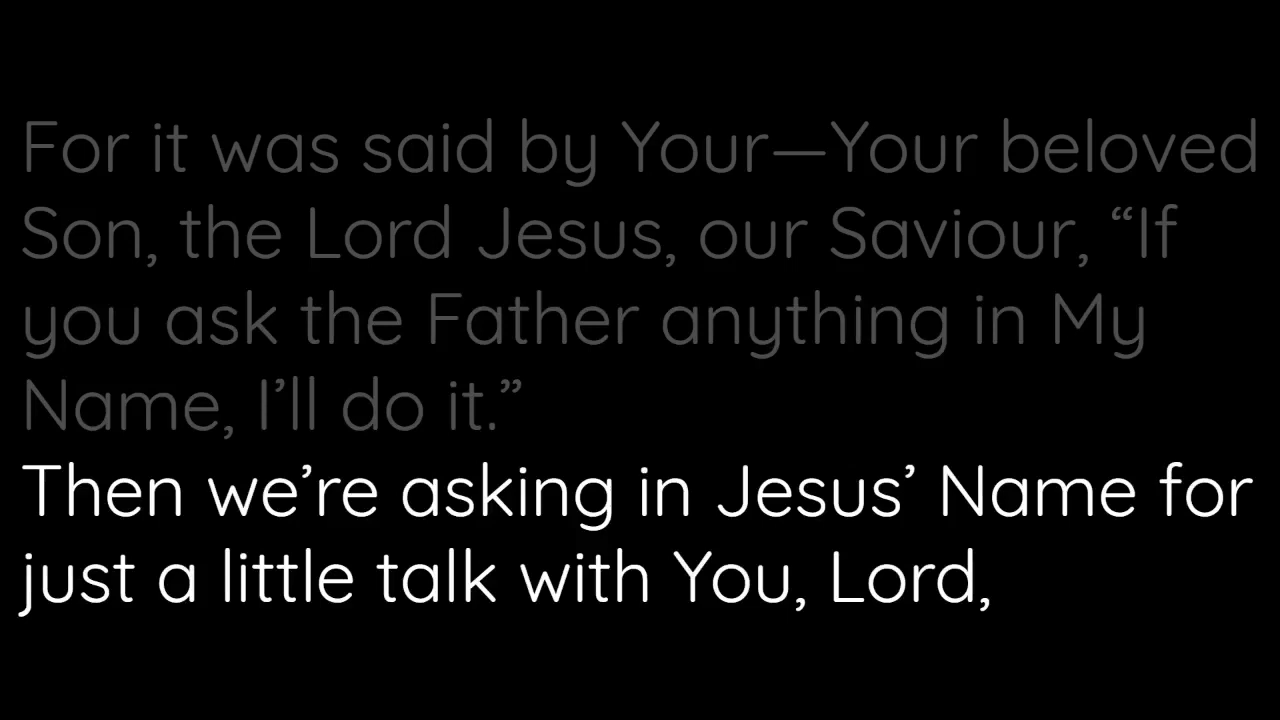 For it was said by Your—Your beloved
Son, the Lord Jesus, our Saviour, “If
you ask the Father anything in My
Name, I’ll do it.”
Then we’re asking in Jesus’ Name for
just a little talk with You, Lord,